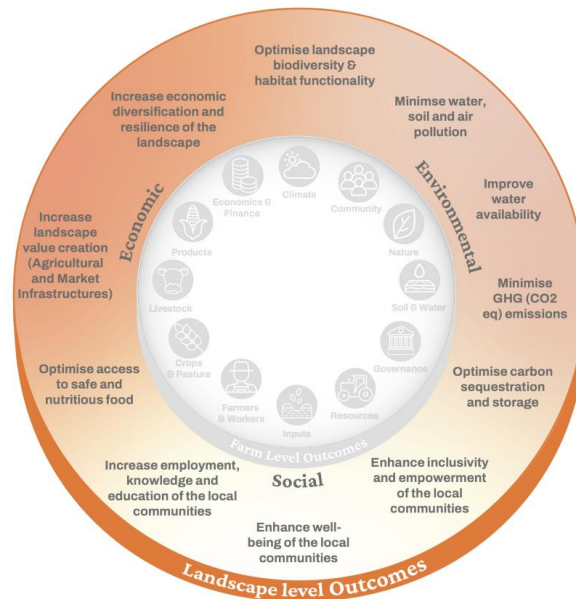 Optimise landscape
biodiversity &
habitat functionality
Increase economic
diversification and
resilience of the
landscape
Minimse water,
soil and air
pollution
Economic
Environmental
Improve
water
availability
Increase
landscape
value creation
(Agricultural
and Market
Infrastructures)
Minimise
GHG (CO2
eq) emissions
Optimise access
to safe and
nutritious food
Optimise carbon
sequestration
and storage
Climate
Community
Nature
Soil & Water
Governance
Resources
Inputs
Farmers
& Workers
Crops
& Pasture
Livestock
Products
Economics &
Finance
Farm Level Outcomes
Social
Increase employment,
knowledge and
education of the local
communities
Enhance inclusivity
and empowerment
of the local
communities
Enhance well-
being of the local
communities
Landscape level Outcomes